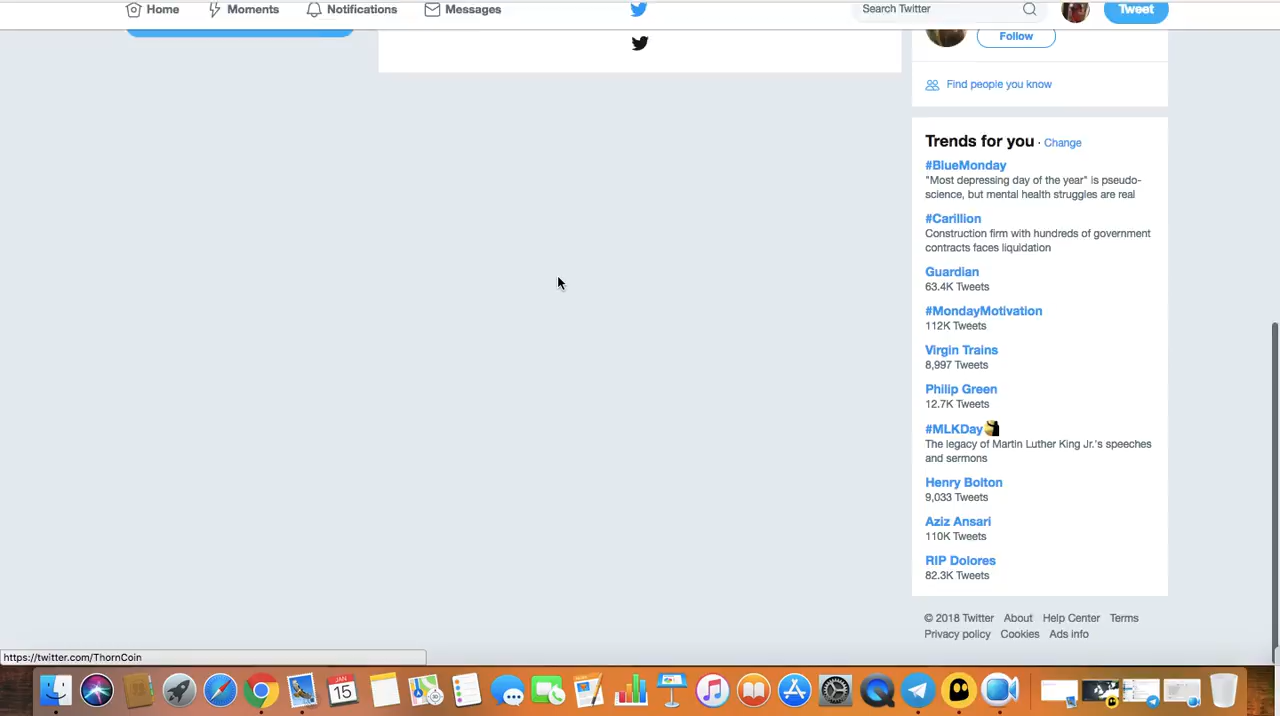 Home
Moments
Notifications
Messages
Search Twitter
Tweet
Follow
Find people you know
Trends for you · Change
#BlueMonday
"Most depressing day of the year" is pseudo-
science, but mental health struggles are real
#Carillion
Construction firm with hundreds of government
contracts faces liquidation
Guardian
63.4K Tweets
#MondayMotivation
112K Tweets
Virgin Trains
8,997 Tweets
Philip Green
12.7K Tweets
#MLKDay
The legacy of Martin Luther King Jr.'s speeches
and sermons
Henry Bolton
9,033 Tweets
Aziz Ansari
110K Tweets
RIP Dolores
82.3K Tweets
© 2018 Twitter About Help Center Terms
Privacy policy Cookies Ads info
https://twitter.com/ThornCoin
JAN
15